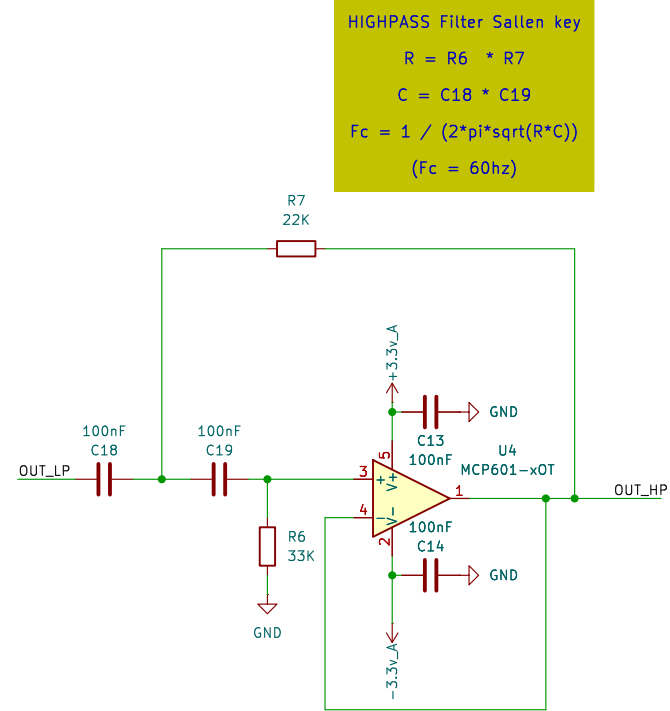 HIGHPASS Filter Sallen key
R = R6  * R7
C = C18 * C19
Fc = 1 / (2*pi*sqrt(R*C))
(Fc = 60hz)
R7
22K
+3.3v_A
GND
C13
100nF
100nF
C18
100nF
C19
U4
MCP601-xOT
OUT_LP
3
+
5
V+
1
OUT_HP
4
-
V-
2
100nF
C14
GND
R6
33K
GND
-3.3v_A